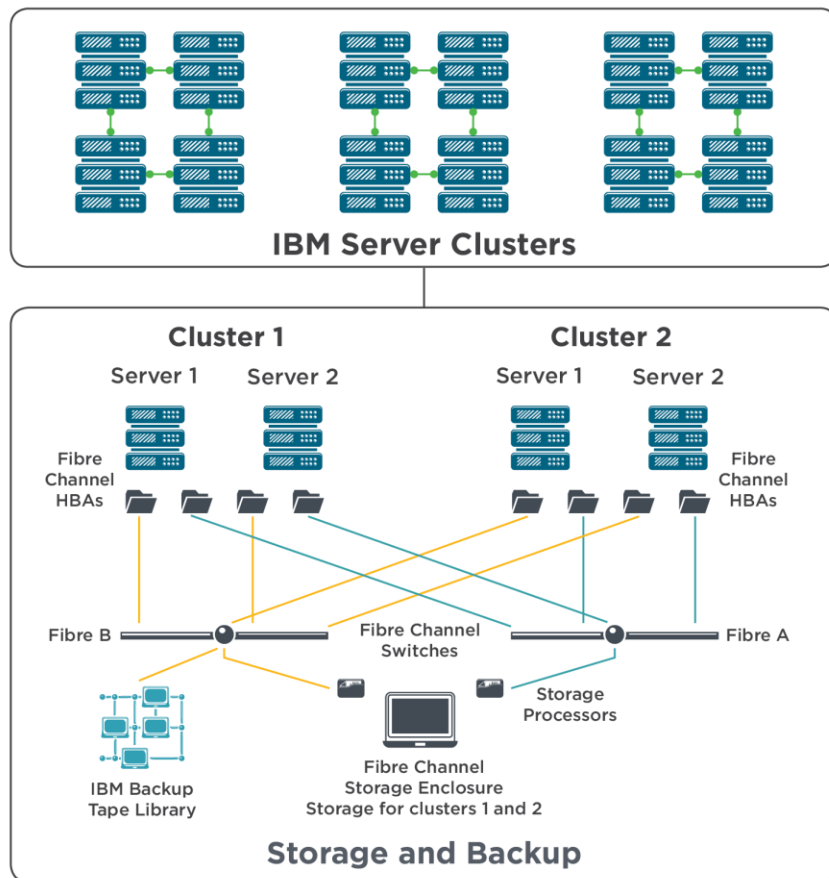 IBM Server Clusters
Cluster 1
Cluster 2
Server 1
Server 2
Server 1
Server 2
Fibre
Channel
HBAs
Fibre
Channel
HBAs
Fibre B
Fibre Channel
Switches
Fibre A
Storage
Processors
IBM Backup
Tape Library
Fibre Channel
Storage Enclosure
Storage for clusters 1 and 2
Storage and Backup